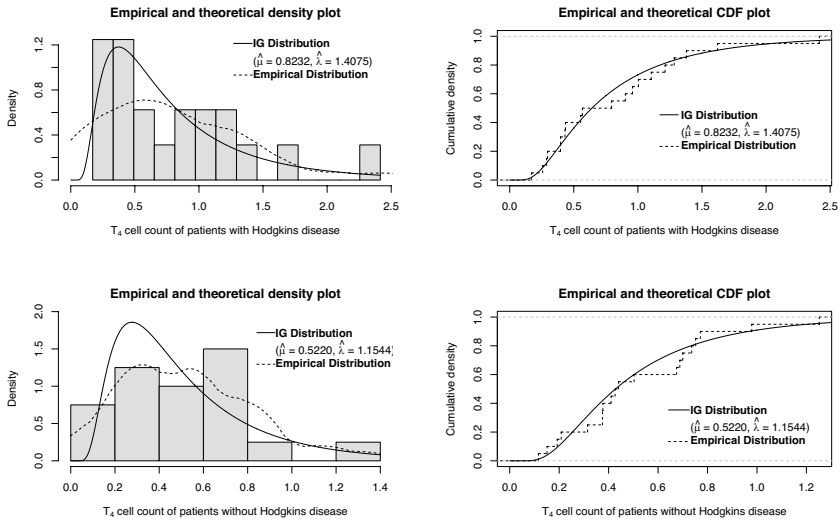 Empirical and theoretical density plot
Density
0.0 0.4 0.8 1.2
IG Distribution
(μ̂ = 0.8232, λ̂ = 1.4075)
Empirical Distribution
0.0 0.5 1.0 1.5 2.0 2.5
T₄ cell count of patients with Hodgkins disease
Empirical and theoretical CDF plot
Cumulative density
0.0 0.2 0.4 0.6 0.8 1.0
IG Distribution
(μ̂ = 0.8232, λ̂ = 1.4075)
Empirical Distribution
0.0 0.5 1.0 1.5 2.0 2.5
T₄ cell count of patients with Hodgkins disease
Empirical and theoretical density plot
Density
0.0 0.5 1.0 1.5 2.0
IG Distribution
(μ̂ = 0.5220, λ̂ = 1.1544)
Empirical Distribution
0.0 0.2 0.4 0.6 0.8 1.0 1.2 1.4
T₄ cell count of patients without Hodgkins disease
Empirical and theoretical CDF plot
Cumulative density
0.0 0.2 0.4 0.6 0.8 1.0
IG Distribution
(μ̂ = 0.5220, λ̂ = 1.1544)
Empirical Distribution
0.0 0.2 0.4 0.6 0.8 1.0 1.2
T₄ cell count of patients without Hodgkins disease